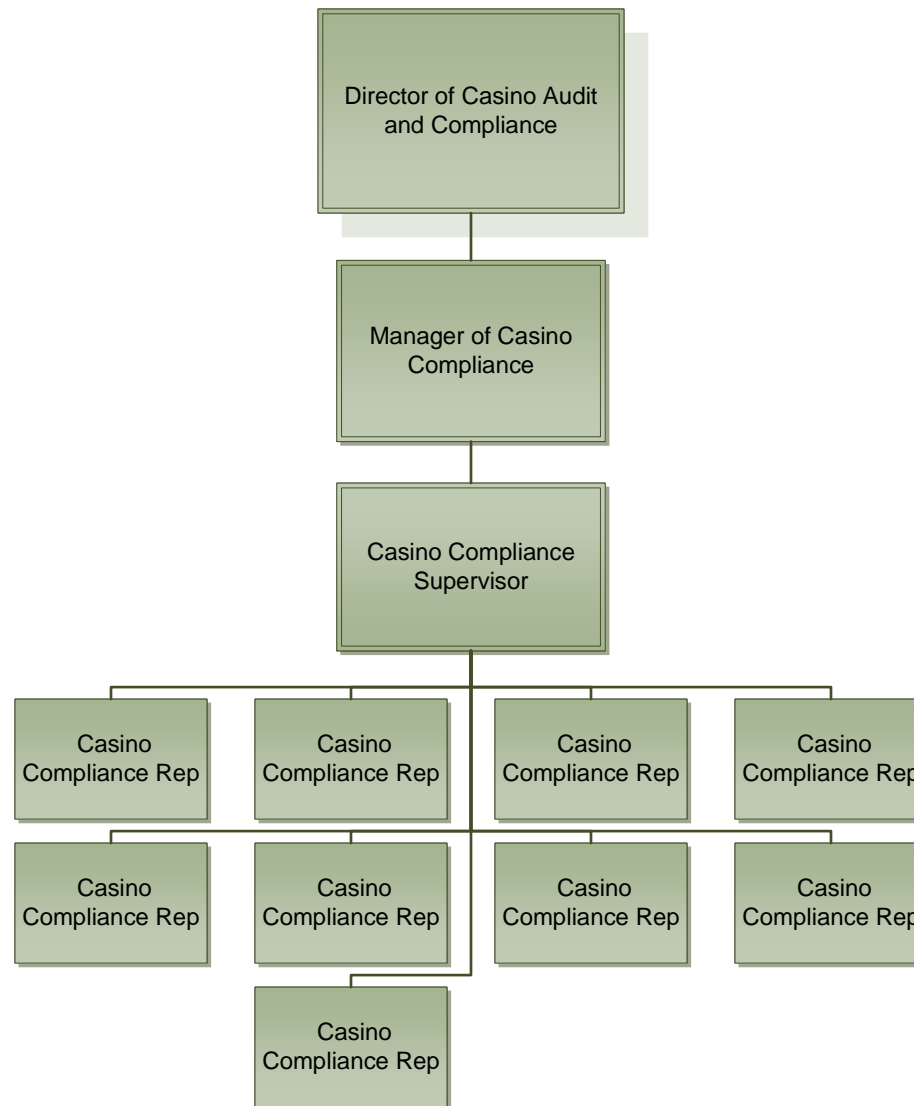 Director of Casino Audit
and Compliance
Manager of Casino
Compliance
Casino Compliance
Supervisor
Casino
Compliance Rep
Casino
Compliance Rep
Casino
Compliance Rep
Casino
Compliance Rep
Casino
Compliance Rep
Casino
Compliance Rep
Casino
Compliance Rep
Casino
Compliance Rep
Casino
Compliance Rep